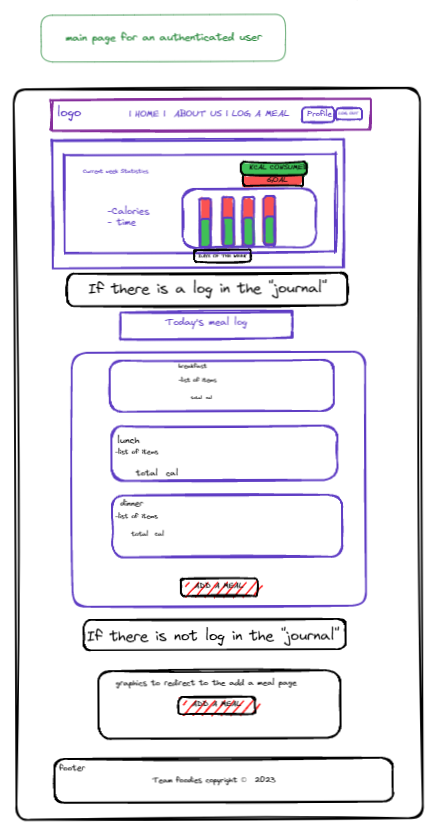 main page for an authenticated user
logo
| HOME | ABOUT US | LOG A MEAL
Profile
LOG OUT
Current week Statistics
KCAL CONSUMED
GOAL
-Calories
- time
DAYS OF THE WEEK
If there is a log in the "journal"
Today's meal log
breakfast
-list of items
total cal
lunch
-list of items
total cal
dinner
-list of items
total cal
ADD A MEAL
If there is not log in the "journal"
graphics to redirect to the add a meal page
ADD A MEAL
footer
Team foodies copyright © 2023